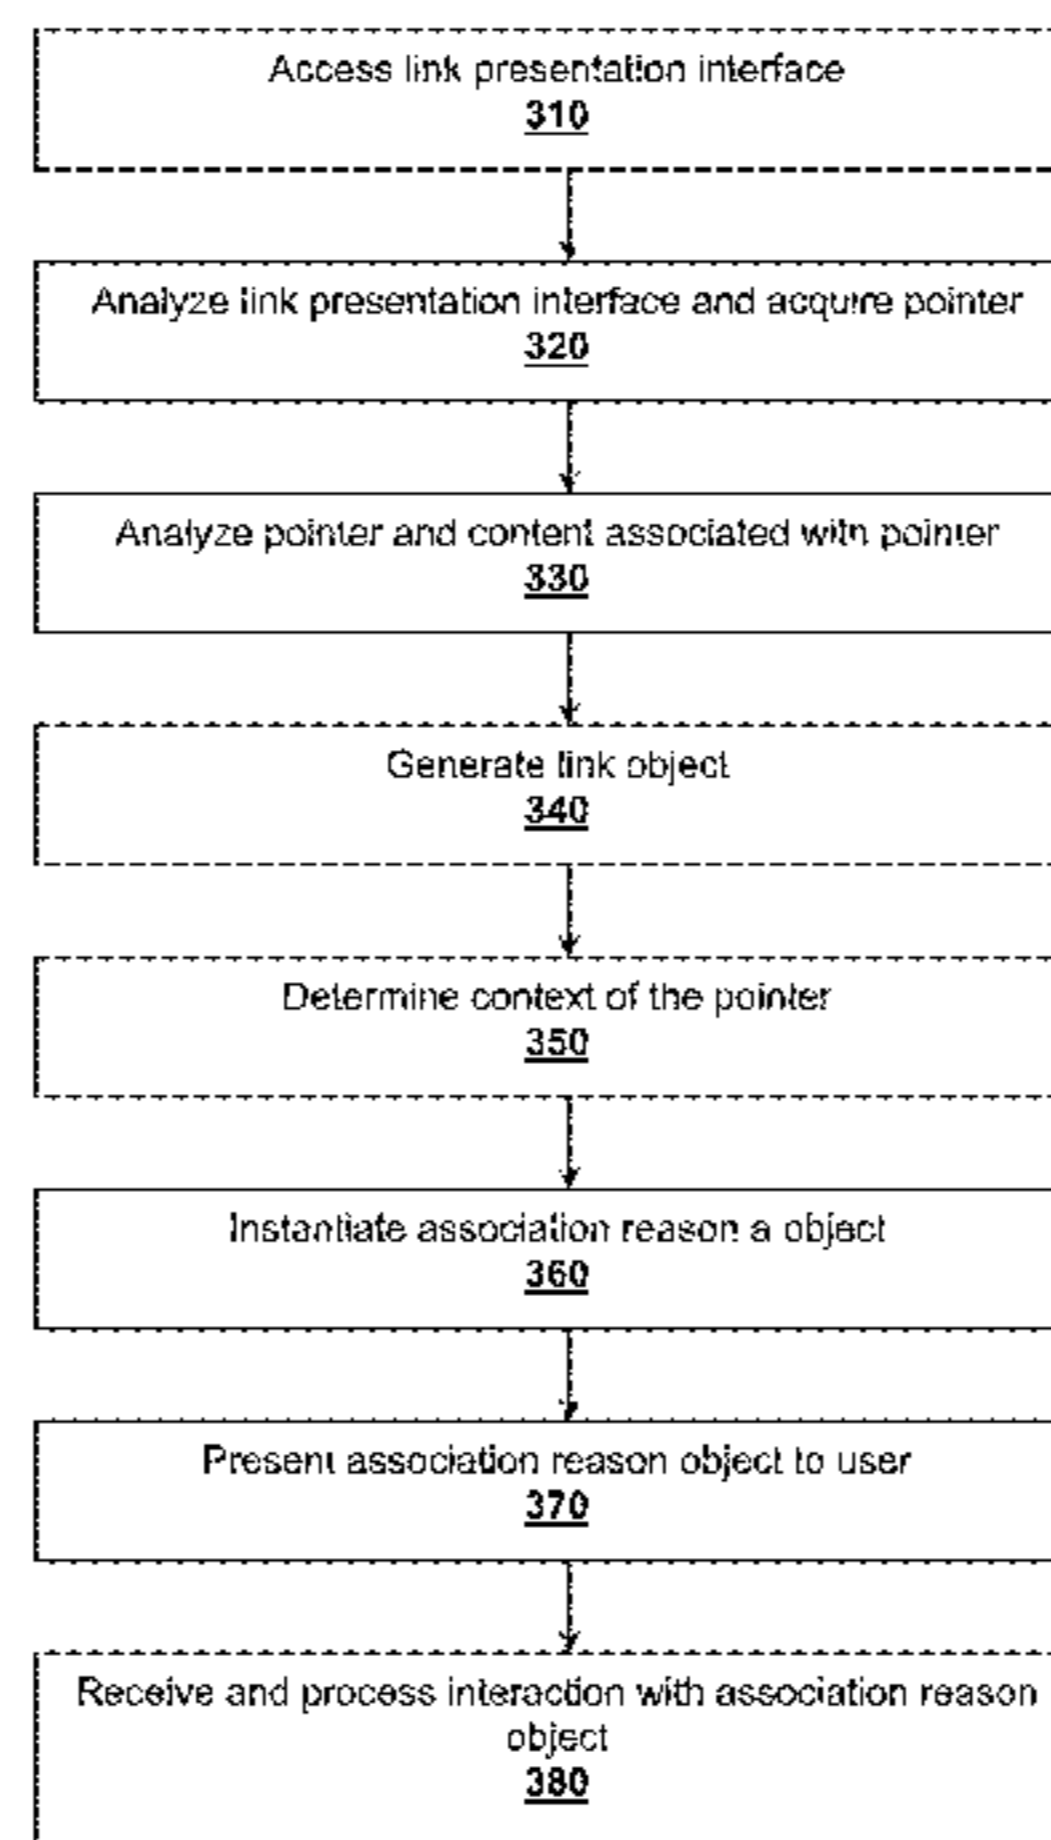 Access link presentation interface
310
Analyze link presentation interface and acquire pointer
320
Analyze pointer and content associated with pointer
330
Generate link object
340
Determine context of the pointer
350
Instantiate association reason a object
360
Present association reason object to user
370
Receive and process interaction with association reason
object
380